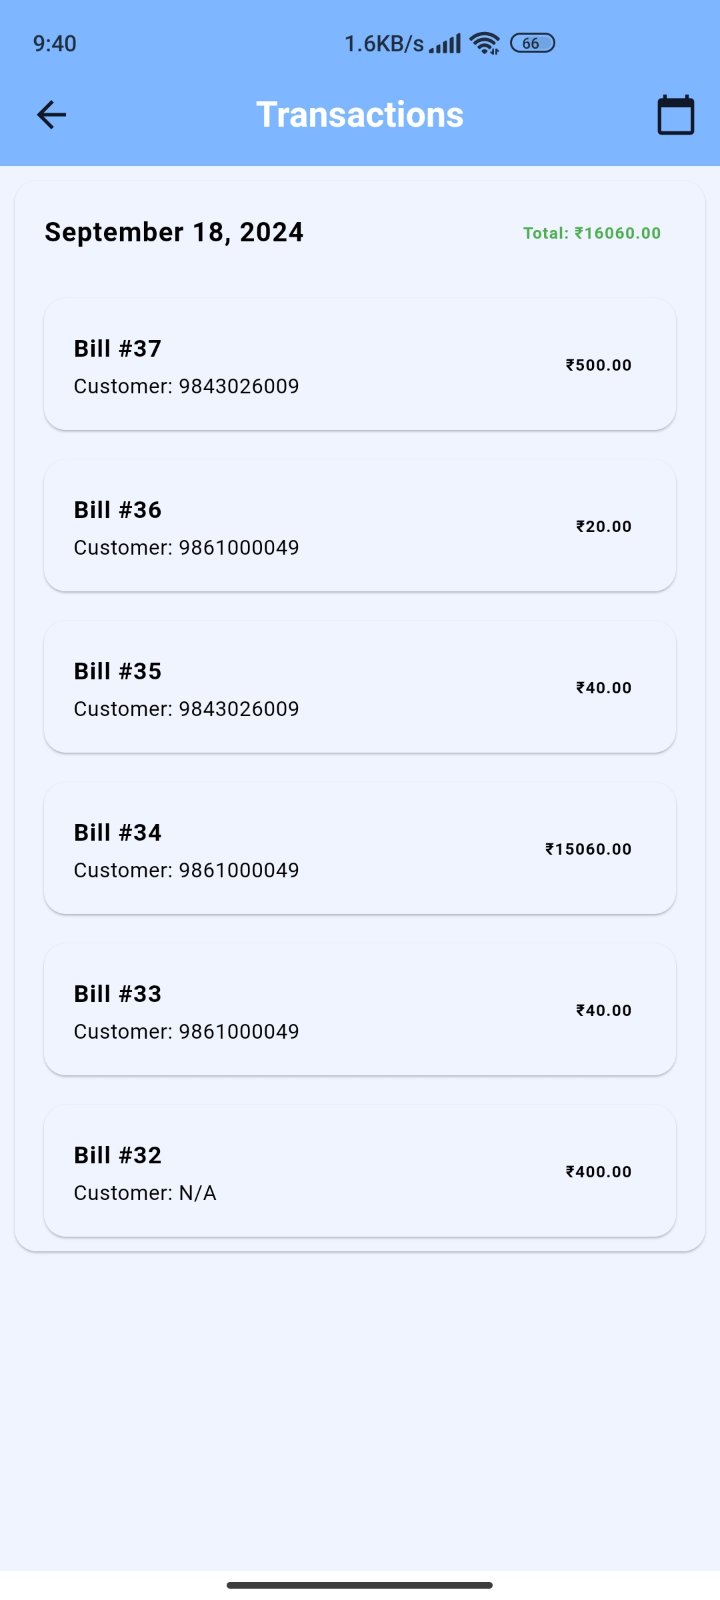 9:40 1.6KB/s 66
Transactions
September 18, 2024 Total: ₹16060.00
Bill #37
Customer: 9843026009 ₹500.00
Bill #36
Customer: 9861000049 ₹20.00
Bill #35
Customer: 9843026009 ₹40.00
Bill #34
Customer: 9861000049 ₹15060.00
Bill #33
Customer: 9861000049 ₹40.00
Bill #32
Customer: N/A ₹400.00